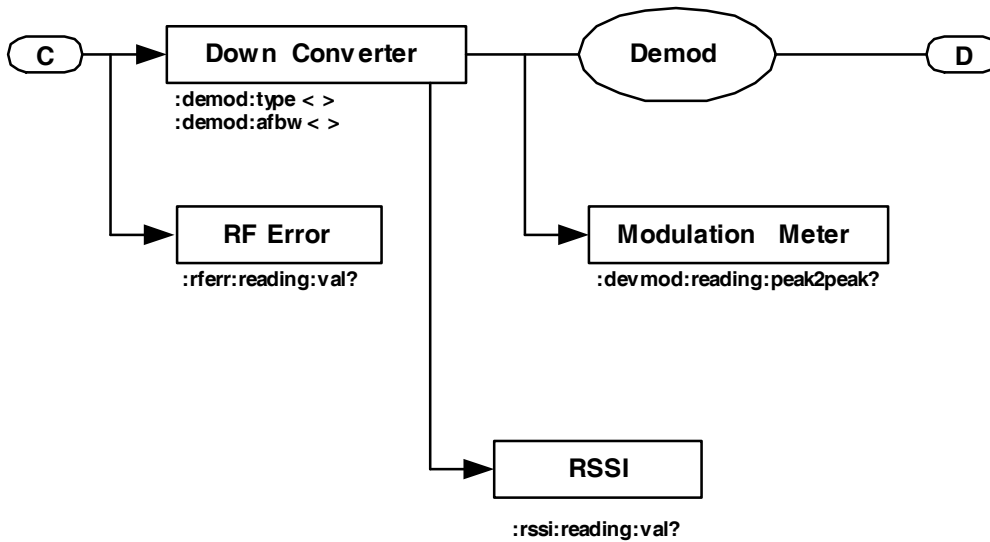 C
Down Converter
Demod
D
:demod:type < >
:demod:afbw < >
RF Error
Modulation Meter
:rferr:reading:val?
:devmod:reading:peak2peak?
RSSI
:rssi:reading:val?